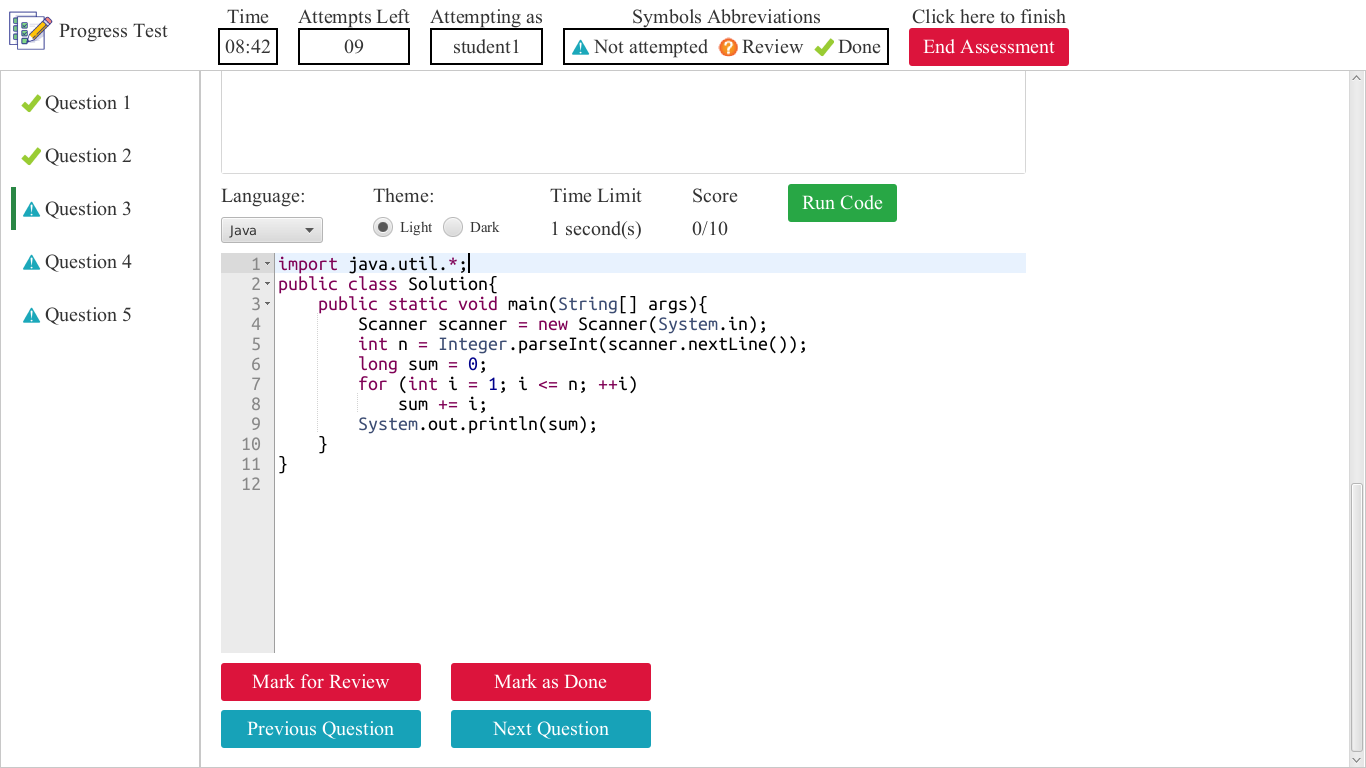 Progress Test
Time
08:42
Attempts Left
09
Attempting as
student1
Symbols Abbreviations
Not attempted Review Done
Click here to finish
End Assessment
Question 1
Question 2
Question 3
Question 4
Question 5
Language:
Java
Theme:
Light Dark
Time Limit
1 second(s)
Score
0/10
Run Code
1 import java.util.*;
2 public class Solution{
3 public static void main(String[] args){
4 Scanner scanner = new Scanner(System.in);
5 int n = Integer.parseInt(scanner.nextLine());
6 long sum = 0;
7 for (int i = 1; i <= n; ++i)
8 sum += i;
9 System.out.println(sum);
10 }
11 }
12
Mark for Review
Mark as Done
Previous Question
Next Question